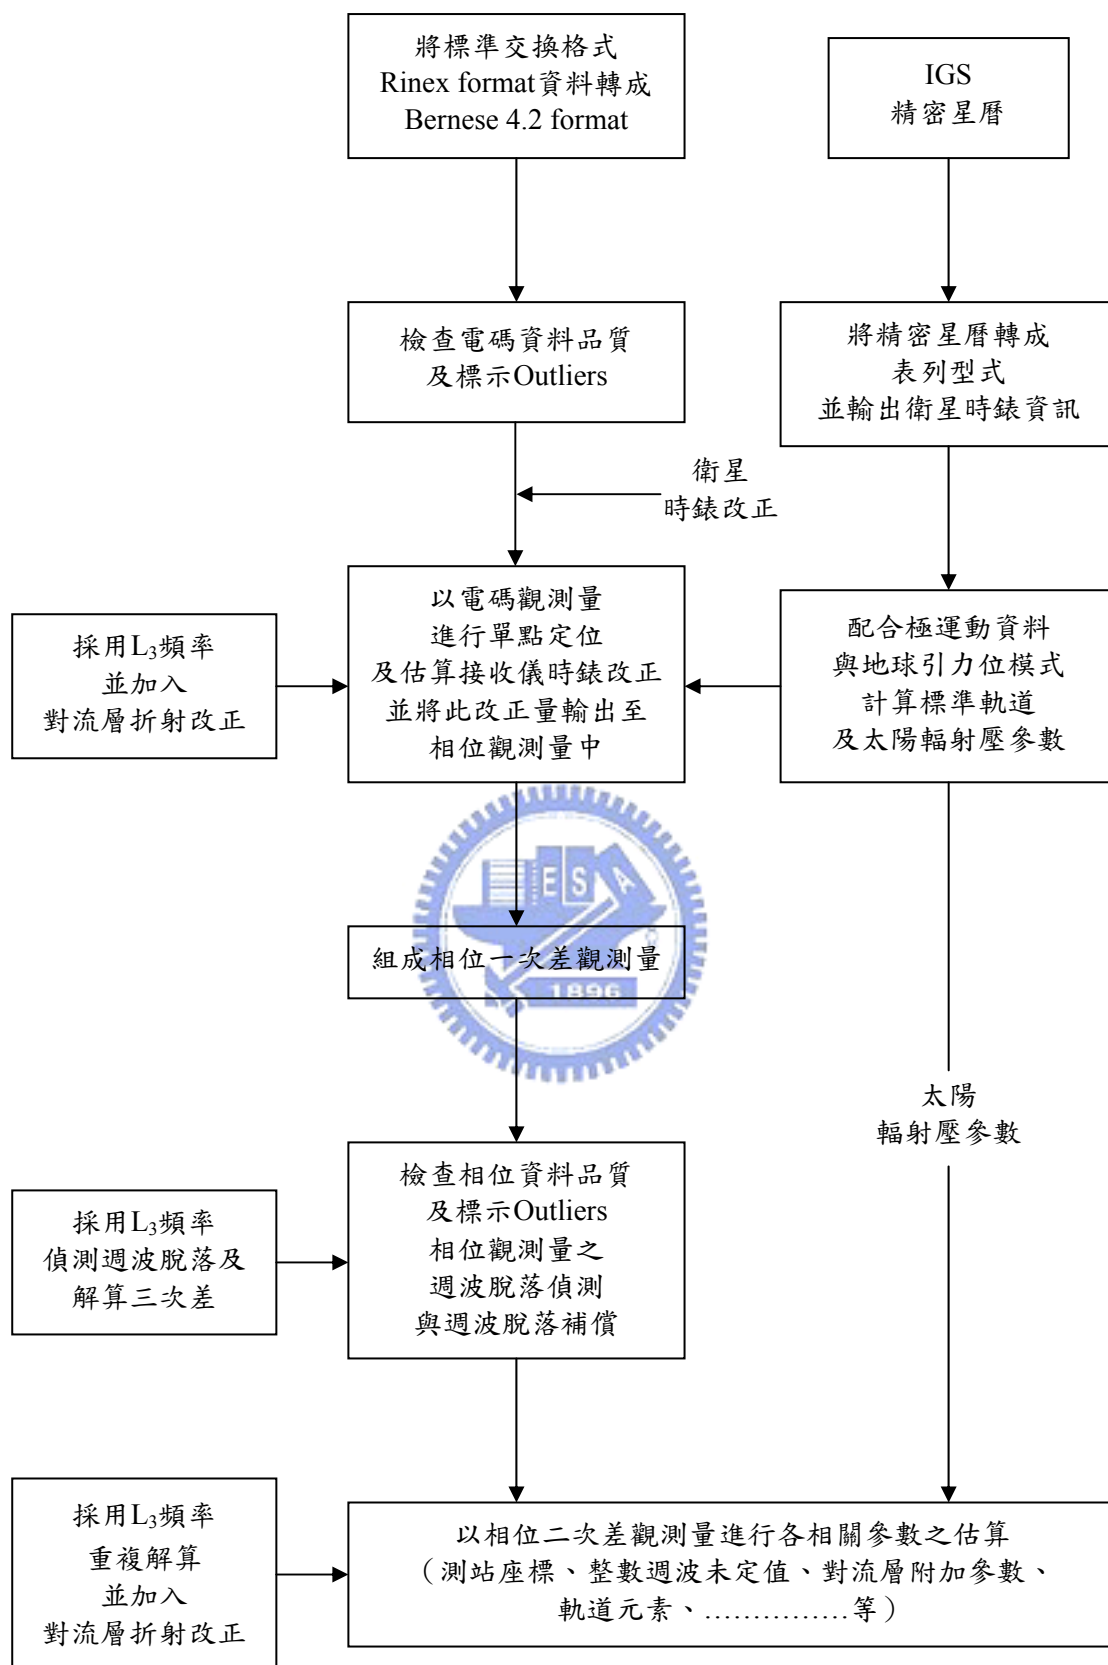 將標準交換格式
Rinex format資料轉成
Bernese 4.2 format
IGS
精密星曆
檢查電碼資料品質
及標示Outliers
將精密星曆轉成
表列型式
並輸出衛星時錶資訊
衛星
時錶改正
採用L₃頻率
並加入
對流層折射改正
以電碼觀測量
進行單點定位
及估算接收儀時錶改正
並將此改正量輸出至
相位觀測量中
配合極運動資料
與地球引力位模式
計算標準軌道
及太陽輻射壓參數
E S A
組成相位一次差觀測量
1896
太陽
輻射壓參數
採用L₃頻率
偵測週波脫落及
解算三次差
檢查相位資料品質
及標示Outliers
相位觀測量之
週波脫落偵測
與週波脫落補償
採用L₃頻率
重複解算
並加入
對流層折射改正
以相位二次差觀測量進行各相關參數之估算
（測站座標、整數週波未定值、對流層附加參數、
軌道元素、...............等）